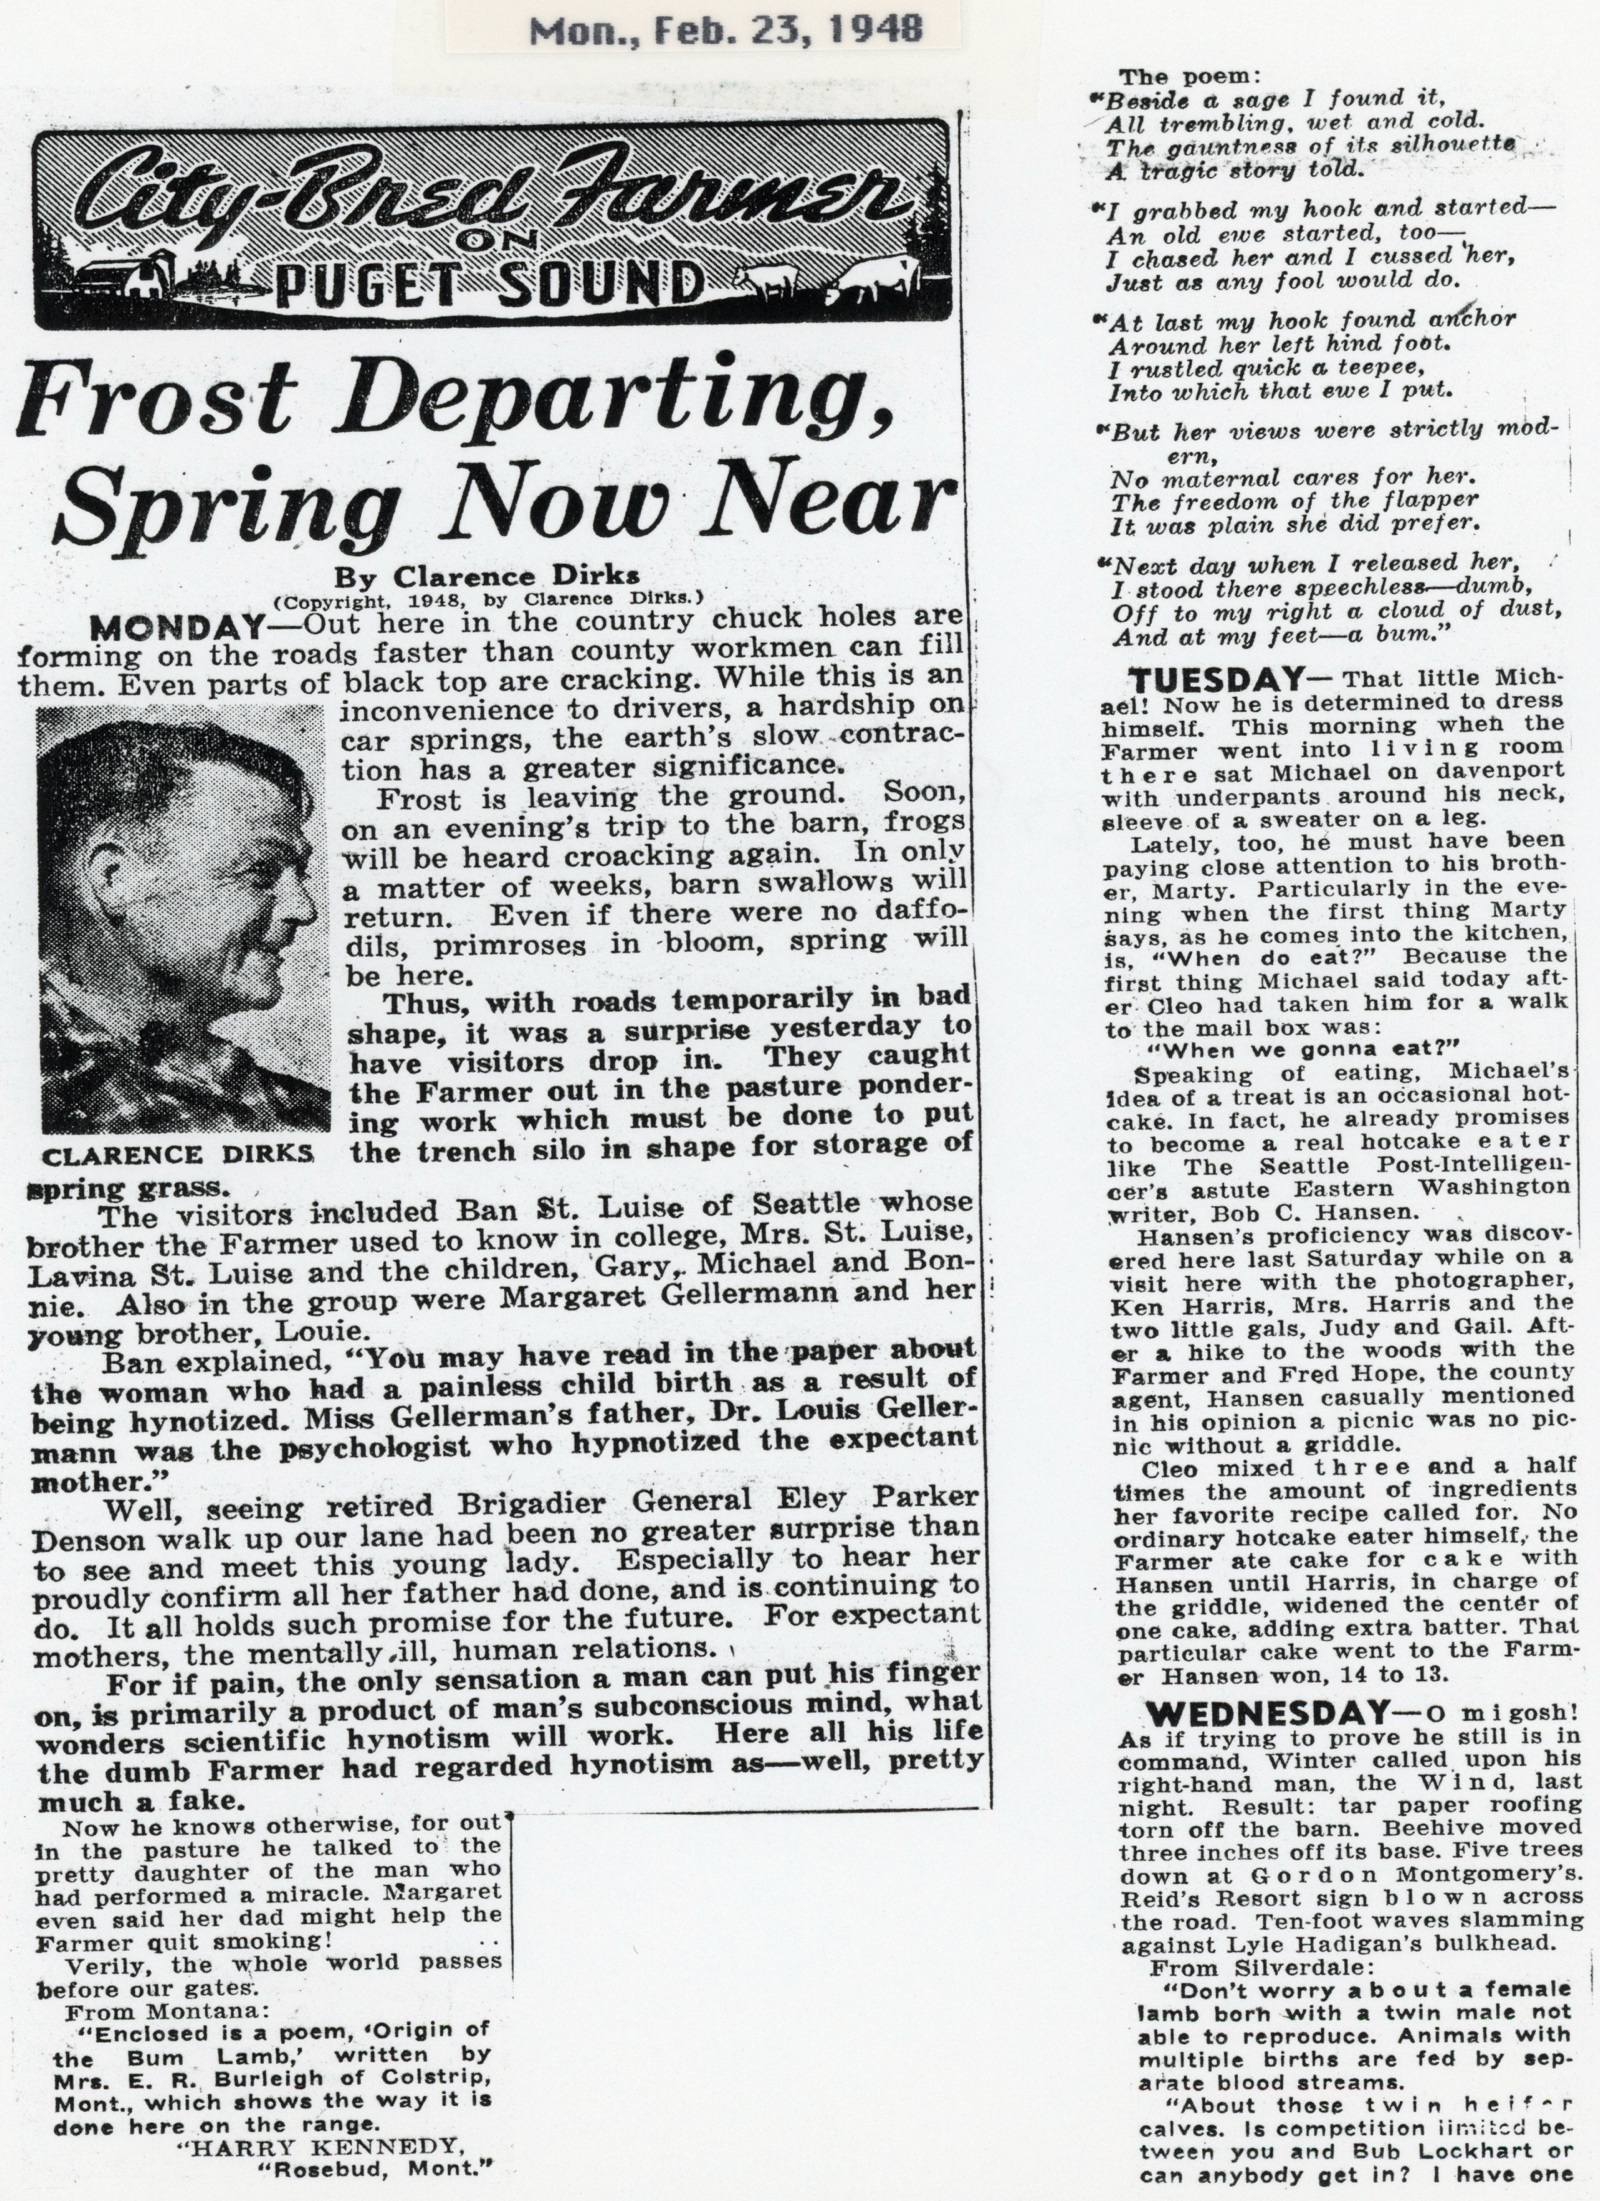 Mon., Feb. 23, 1948
City-Bred Farmer
ON
PUGET SOUND
Frost Departing,
Spring Now Near
By Clarence Dirks
(Copyright, 1948, by Clarence Dirks.)
MONDAY—Out here in the country chuck holes are
forming on the roads faster than county workmen can fill
them. Even parts of black top are cracking. While this is an
inconvenience to drivers, a hardship on
car springs, the earth's slow contrac-
tion has a greater significance.
Frost is leaving the ground. Soon,
on an evening's trip to the barn, frogs
will be heard croacking again. In only
a matter of weeks, barn swallows will
return. Even if there were no daffo-
dils, primroses in bloom, spring will
be here.
Thus, with roads temporarily in bad
shape, it was a surprise yesterday to
have visitors drop in. They caught
the Farmer out in the pasture ponder-
ing work which must be done to put
CLARENCE DIRKS
the trench silo in shape for storage of
spring grass.
The visitors included Ban St. Luise of Seattle whose
brother the Farmer used to know in college, Mrs. St. Luise,
Lavina St. Luise and the children, Gary, Michael and Bon-
nie. Also in the group were Margaret Gellermann and her
young brother, Louie.
Ban explained, "You may have read in the paper about
the woman who had a painless child birth as a result of
being hynotized. Miss Gellerman's father, Dr. Louis Geller-
mann was the psychologist who hypnotized the expectant
mother."
Well, seeing retired Brigadier General Eley Parker
Denson walk up our lane had been no greater surprise than
to see and meet this young lady. Especially to hear her
proudly confirm all her father had done, and is continuing to
do. It all holds such promise for the future. For expectant
mothers, the mentally ill, human relations.
For if pain, the only sensation a man can put his finger
on, is primarily a product of man's subconscious mind, what
wonders scientific hynotism will work. Here all his life
the dumb Farmer had regarded hynotism as—well, pretty
much a fake.
Now he knows otherwise, for out
in the pasture he talked to the
pretty daughter of the man who
had performed a miracle. Margaret
even said her dad might help the
Farmer quit smoking!
Verily, the whole world passes
before our gates.
From Montana:
"Enclosed is a poem, 'Origin of
the Bum Lamb,' written by
Mrs. E. R. Burleigh of Colstrip,
Mont., which shows the way it is
done here on the range.
"HARRY KENNEDY,
"Rosebud, Mont."
The poem:
"Beside a sage I found it,
All trembling, wet and cold.
The gauntness of its silhouette
A tragic story told.
"I grabbed my hook and started—
An old ewe started, too—
I chased her and I cussed her,
Just as any fool would do.
"At last my hook found anchor
Around her left hind foot.
I rustled quick a teepee,
Into which that ewe I put.
"But her views were strictly mod-
ern,
No maternal cares for her.
The freedom of the flapper
It was plain she did prefer.
"Next day when I released her,
I stood there speechless—dumb,
Off to my right a cloud of dust,
And at my feet—a bum."
TUESDAY—That little Mich-
ael! Now he is determined to dress
himself. This morning when the
Farmer went into living room
there sat Michael on davenport
with underpants around his neck,
sleeve of a sweater on a leg.
Lately, too, he must have been
paying close attention to his broth-
er, Marty. Particularly in the eve-
ning when the first thing Marty
says, as he comes into the kitchen,
is, "When do eat?" Because the
first thing Michael said today aft-
er Cleo had taken him for a walk
to the mail box was:
"When we gonna eat?"
Speaking of eating, Michael's
idea of a treat is an occasional hot-
cake. In fact, he already promises
to become a real hotcake eater
like The Seattle Post-Intelligen-
cer's astute Eastern Washington
writer, Bob C. Hansen.
Hansen's proficiency was discov-
ered here last Saturday while on a
visit here with the photographer,
Ken Harris, Mrs. Harris and the
two little gals, Judy and Gail. Aft-
er a hike to the woods with the
Farmer and Fred Hope, the county
agent, Hansen casually mentioned
in his opinion a picnic was no pic-
nic without a griddle.
Cleo mixed three and a half
times the amount of ingredients
her favorite recipe called for. No
ordinary hotcake eater himself, the
Farmer ate cake for cake with
Hansen until Harris, in charge of
the griddle, widened the center of
one cake, adding extra batter. That
particular cake went to the Farm-
er Hansen won, 14 to 13.
WEDNESDAY—O migosh!
As if trying to prove he still is in
command, Winter called upon his
right-hand man, the Wind, last
night. Result: tar paper roofing
torn off the barn. Beehive moved
three inches off its base. Five trees
down at Gordon Montgomery's.
Reid's Resort sign blown across
the road. Ten-foot waves slamming
against Lyle Hadigan's bulkhead.
From Silverdale:
"Don't worry about a female
lamb born with a twin male not
able to reproduce. Animals with
multiple births are fed by sep-
arate blood streams.
"About those twin heifer
calves. Is competition limited be-
tween you and Bub Lockhart or
can anybody get in? I have one